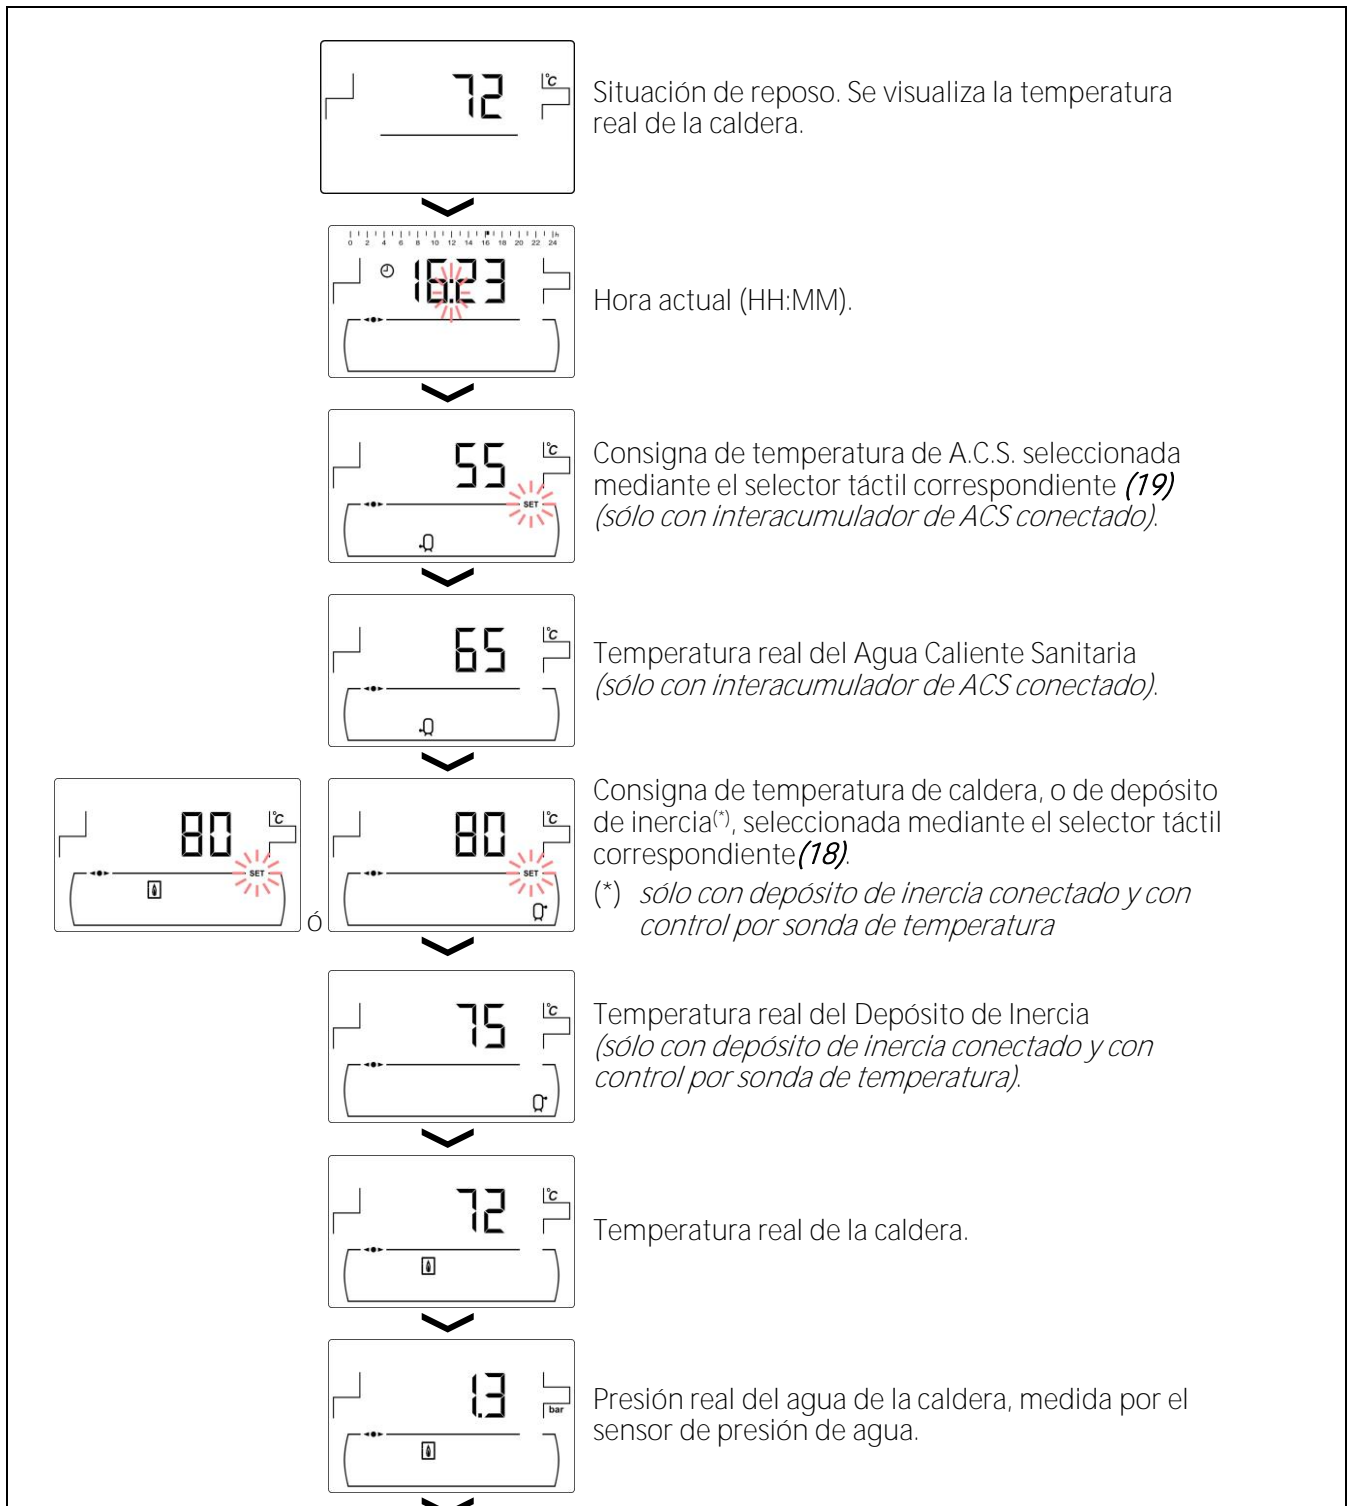 72 °C
Situación de reposo. Se visualiza la temperatura
real de la caldera.
0 2 4 6 8 10 12 14 16 18 20 22 24 h
16:23
Hora actual (HH:MM).
55 °C
SET
Consigna de temperatura de A.C.S. seleccionada
mediante el selector táctil correspondiente (19)
(sólo con interacumulador de ACS conectado).
65 °C
Temperatura real del Agua Caliente Sanitaria
(sólo con interacumulador de ACS conectado).
80 °C
SET
Ó
80 °C
SET
Consigna de temperatura de caldera, o de depósito
de inercia(*), seleccionada mediante el selector táctil
correspondiente(18).
(*) sólo con depósito de inercia conectado y con
control por sonda de temperatura
75 °C
Temperatura real del Depósito de Inercia
(sólo con depósito de inercia conectado y con
control por sonda de temperatura).
72 °C
Temperatura real de la caldera.
1.3 bar
Presión real del agua de la caldera, medida por el
sensor de presión de agua.